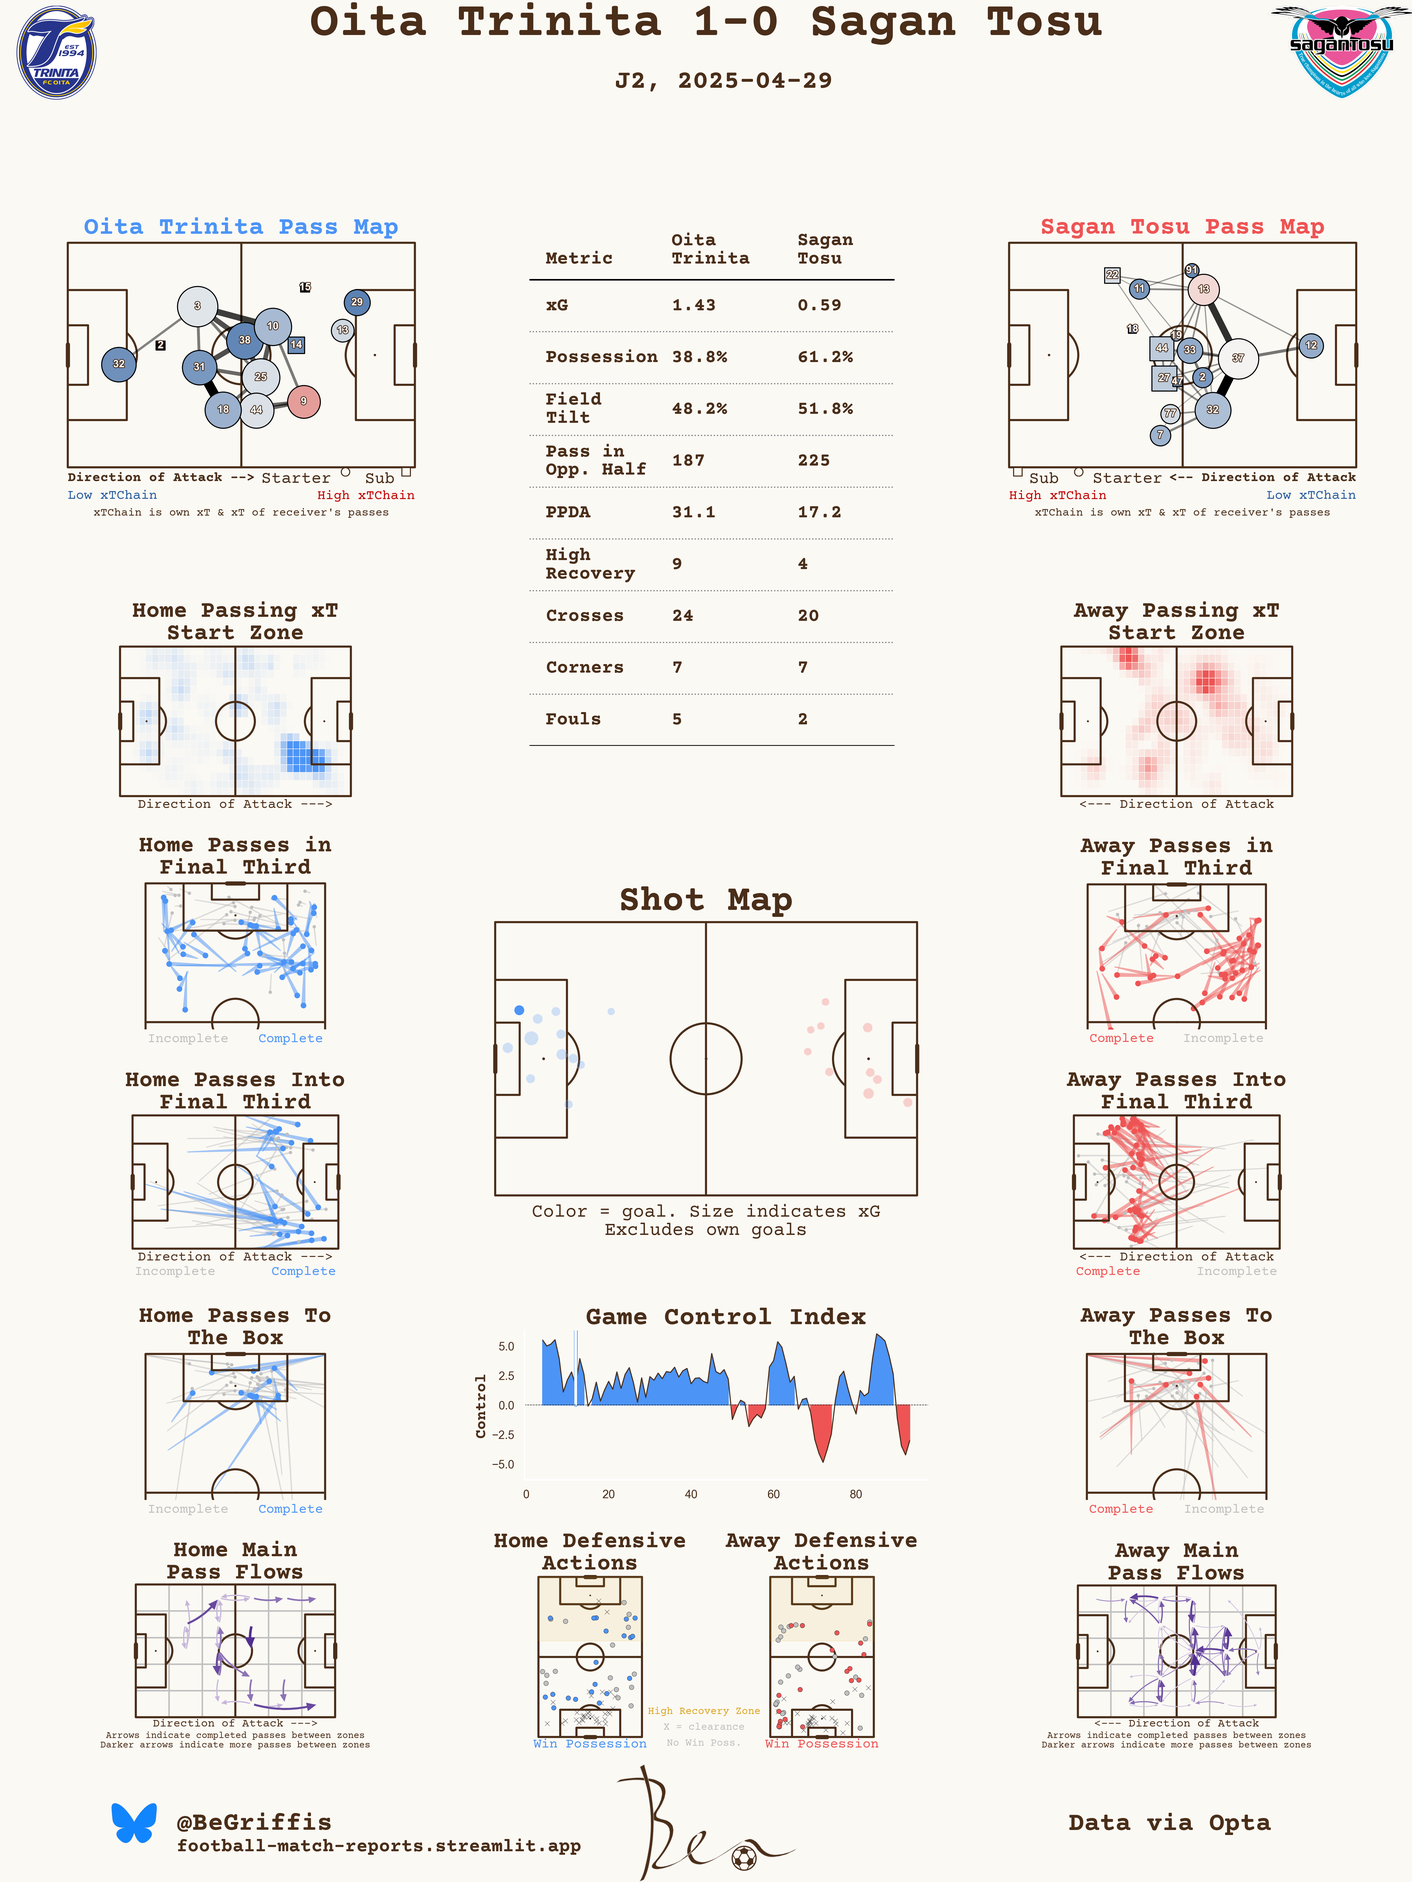 Oita Trinita 1-0 Sagan Tosu
J2, 2025-04-29
EST
1994
TRINITA
FC OITA
saganTOSU
Oita Trinita Pass Map
3
15
29
10
13
38
14
2
32
31
25
18
44
9
Direction of Attack --> Starter Sub
Low xTChain High xTChain
xTChain is own xT & xT of receiver's passes
Metric Oita Trinita Sagan Tosu
xG 1.43 0.59
Possession 38.8% 61.2%
Field Tilt 48.2% 51.8%
Pass in Opp. Half 187 225
PPDA 31.1 17.2
High Recovery 9 4
Crosses 24 20
Corners 7 7
Fouls 5 2
Sagan Tosu Pass Map
22
91
11
13
18
19
44
33
37
12
27
47
2
77
32
7
Sub Starter <-- Direction of Attack
High xTChain Low xTChain
xTChain is own xT & xT of receiver's passes
Home Passing xT
Start Zone
Direction of Attack --->
Away Passing xT
Start Zone
<--- Direction of Attack
Home Passes in
Final Third
Incomplete Complete
Away Passes in
Final Third
Complete Incomplete
Shot Map
Color = goal. Size indicates xG
Excludes own goals
Home Passes Into
Final Third
Direction of Attack --->
Incomplete Complete
Away Passes Into
Final Third
<--- Direction of Attack
Complete Incomplete
Home Passes To
The Box
Incomplete Complete
Game Control Index
Control
5.0
2.5
0.0
−2.5
−5.0
0 20 40 60 80
Away Passes To
The Box
Complete Incomplete
Home Main
Pass Flows
Direction of Attack --->
Arrows indicate completed passes between zones
Darker arrows indicate more passes between zones
Home Defensive
Actions
Win Possession
High Recovery Zone
X = clearance
No Win Poss.
Away Defensive
Actions
Win Possession
Away Main
Pass Flows
<--- Direction of Attack
Arrows indicate completed passes between zones
Darker arrows indicate more passes between zones
@BeGriffis
football-match-reports.streamlit.app
Ben
Data via Opta